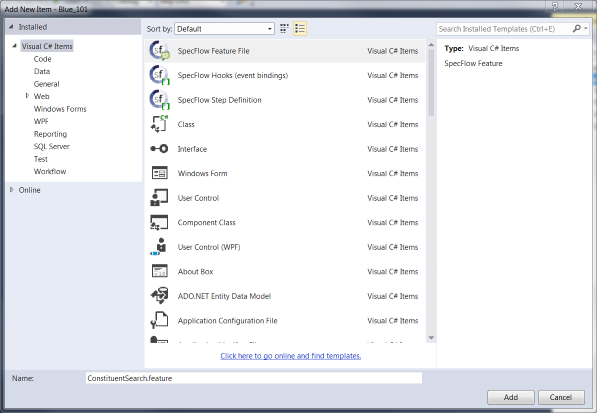 Add New Item - Blue_101
Installed
Sort by: Default
Search Installed Templates (Ctrl+E)
Visual C# Items
Code
Data
General
Web
Windows Forms
WPF
Reporting
SQL Server
Test
Workflow
Online
SpecFlow Feature File Visual C# Items
SpecFlow Hooks (event bindings) Visual C# Items
SpecFlow Step Definition Visual C# Items
Class Visual C# Items
Interface Visual C# Items
Windows Form Visual C# Items
User Control Visual C# Items
Component Class Visual C# Items
User Control (WPF) Visual C# Items
About Box Visual C# Items
ADO.NET Entity Data Model Visual C# Items
Application Configuration File Visual C# Items
Type: Visual C# Items
SpecFlow Feature
Click here to go online and find templates.
Name: ConstituentSearch.feature
Add Cancel